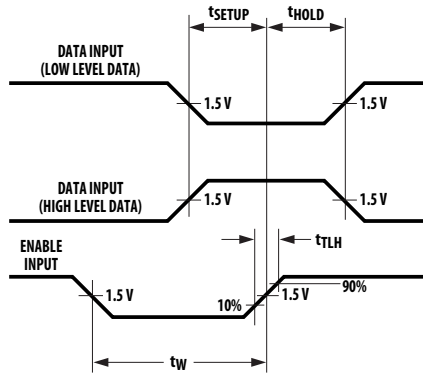 tSETUP tHOLD
DATA INPUT
(LOW LEVEL DATA)
1.5 V 1.5 V
DATA INPUT
(HIGH LEVEL DATA)
1.5 V 1.5 V
ENABLE
INPUT
tTLH
1.5 V 10% 1.5 V 90%
tW